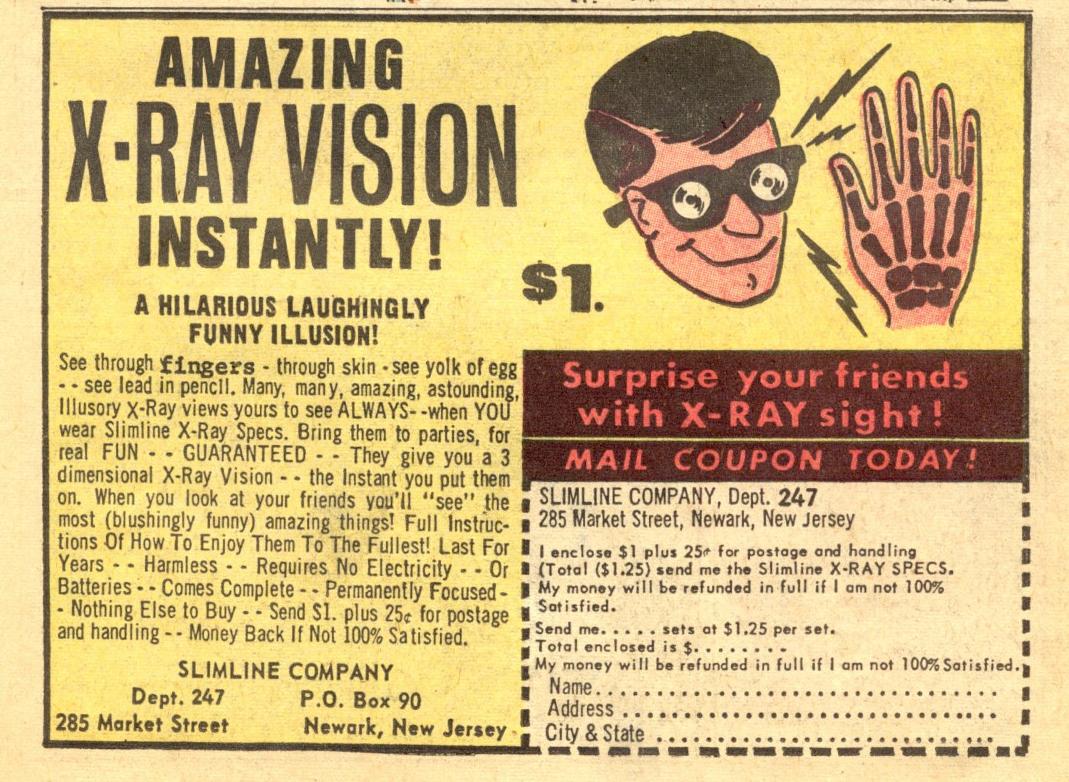 AMAZING
X-RAY VISION
INSTANTLY!
A HILARIOUS LAUGHINGLY
FUNNY ILLUSION!
See through fingers - through skin - see yolk of egg
- - see lead in pencil. Many, many, amazing, astounding,
Illusory X-Ray views yours to see ALWAYS- -when YOU
wear Slimline X-Ray Specs. Bring them to parties, for
real FUN - - GUARANTEED - - They give you a 3
dimensional X-Ray Vision - - the Instant you put them
on. When you look at your friends you'll "see" the
most (blushingly funny) amazing things! Full Instruc-
tions Of How To Enjoy Them To The Fullest! Last For
Years - - Harmless - - Requires No Electricity - - Or
Batteries - - Comes Complete - - Permanently Focused-
- Nothing Else to Buy - - Send $1. plus 25¢ for postage
and handling - - Money Back If Not 100% Satisfied.
SLIMLINE COMPANY
Dept. 247 P.O. Box 90
285 Market Street Newark, New Jersey
$1.
Surprise your friends
with X-RAY sight!
MAIL COUPON TODAY!
SLIMLINE COMPANY, Dept. 247
285 Market Street, Newark, New Jersey
I enclose $1 plus 25¢ for postage and handling
(Total ($1.25) send me the Slimline X-RAY SPECS.
My money will be refunded in full if I am not 100%
Satisfied.
Send me. . . . . sets at $1.25 per set.
Total enclosed is $. . . . . . . .
My money will be refunded in full if I am not 100% Satisfied.
Name. . . . . . . . . . . . . . . . . . . . . . . . . . . . . . . . .
Address . . . . . . . . . . . . . . . . . . . . . . . . . . . . . . .
City & State . . . . . . . . . . . . . . . . . . . . . . . . . . . .